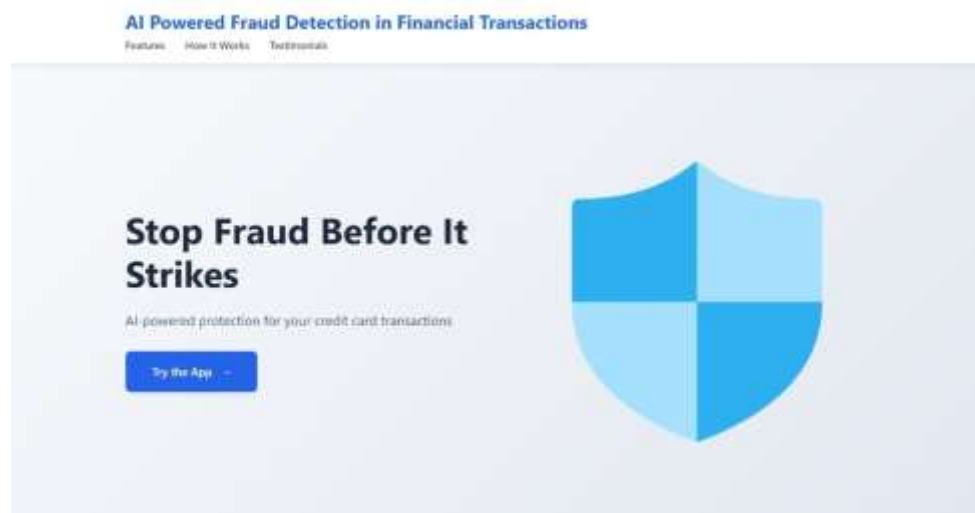 AI Powered Fraud Detection in Financial Transactions
Features How It Works Testimonials
Stop Fraud Before It
Strikes
AI-powered protection for your credit card transactions
Try the App →